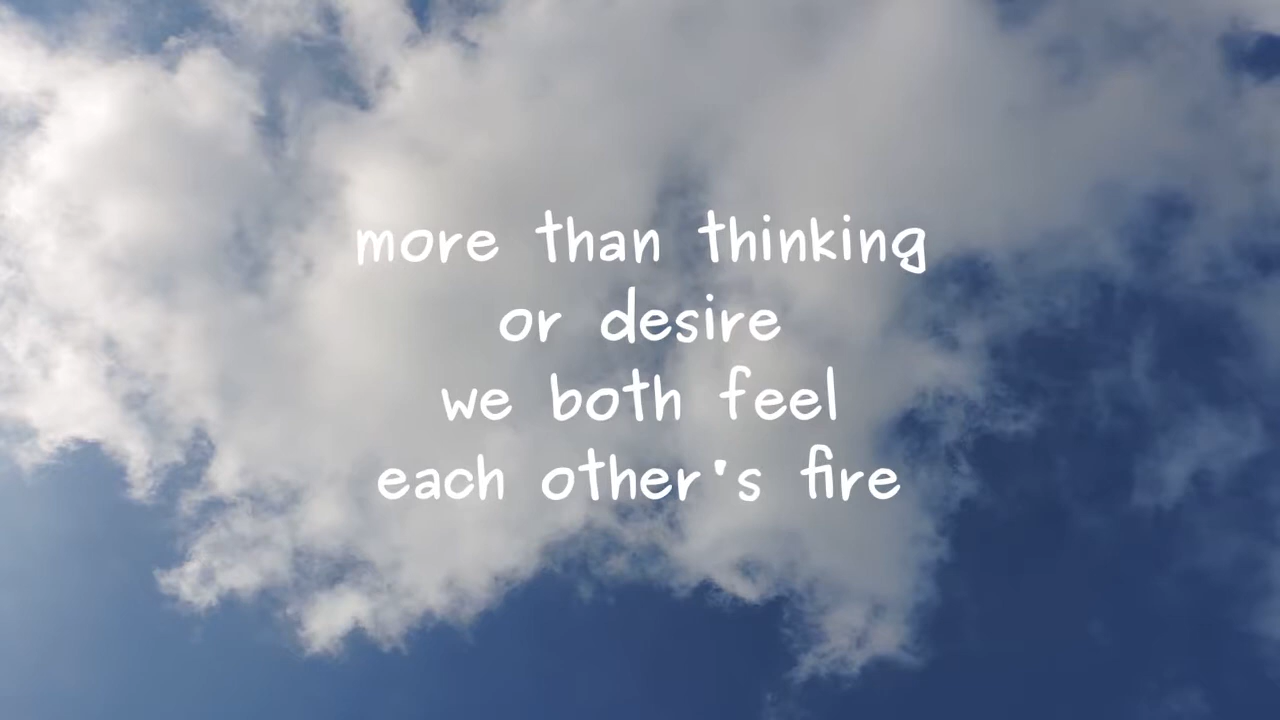 more than thinking
or desire
we both feel
each other's fire